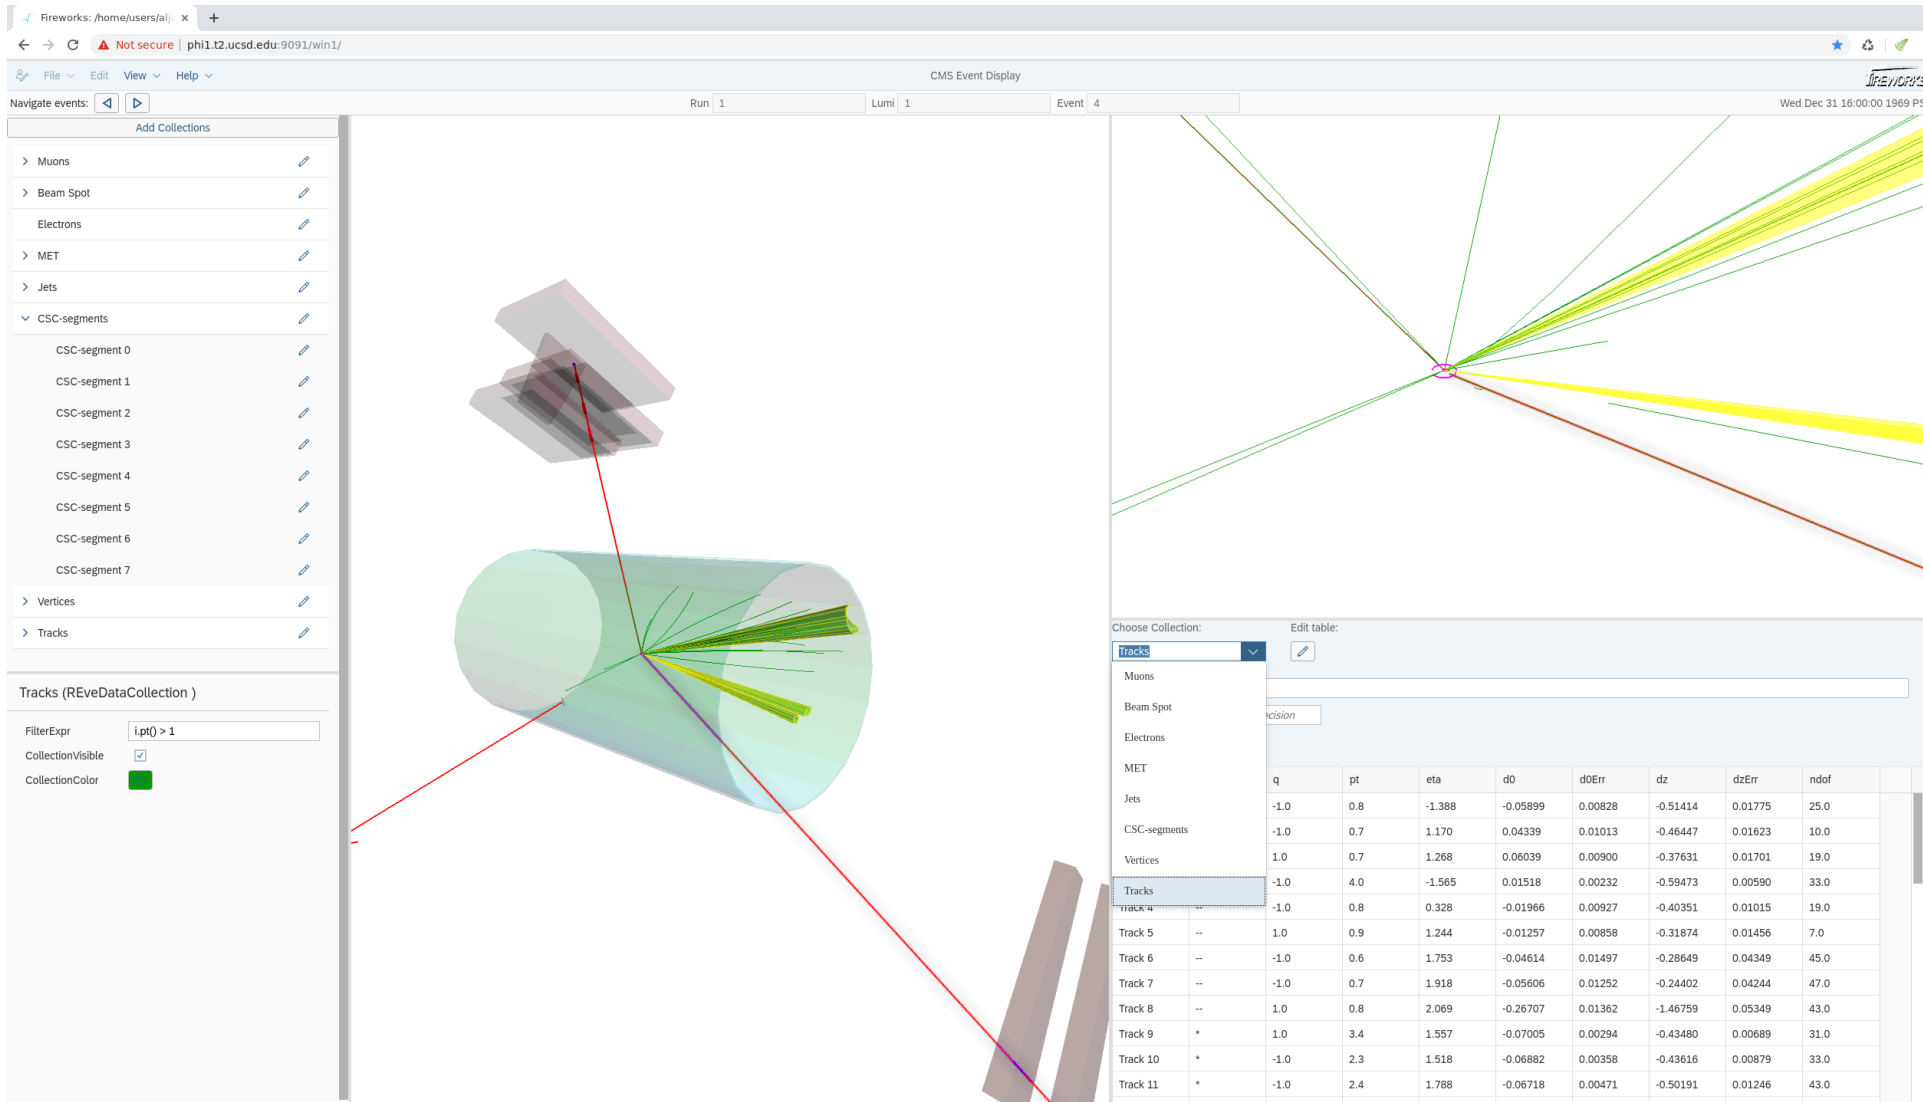 Fireworks: /home/users/alj
Not secure | phi1.t2.ucsd.edu:9091/win1/
File Edit View Help
CMS Event Display
FIREWORKS
Navigate events:
Run 1 Lumi 1 Event 4
Wed Dec 31 16:00:00 1969 PS
Add Collections
Muons
Beam Spot
Electrons
MET
Jets
CSC-segments
CSC-segment 0
CSC-segment 1
CSC-segment 2
CSC-segment 3
CSC-segment 4
CSC-segment 5
CSC-segment 6
CSC-segment 7
Vertices
Tracks
Tracks (REveDataCollection )
FilterExpr i.pt() > 1
CollectionVisible
CollectionColor
Choose Collection: Edit table:
Tracks
Muons
Beam Spot
Electrons
MET
Jets
CSC-segments
Vertices
Tracks
ecision
q pt eta d0 d0Err dz dzErr ndof
-1.0 0.8 -1.388 -0.05899 0.00828 -0.51414 0.01775 25.0
-1.0 0.7 1.170 0.04339 0.01013 -0.46447 0.01623 10.0
1.0 0.7 1.268 0.06039 0.00900 -0.37631 0.01701 19.0
-1.0 4.0 -1.565 0.01518 0.00232 -0.59473 0.00590 33.0
Track 4 -- -1.0 0.8 0.328 -0.01966 0.00927 -0.40351 0.01015 19.0
Track 5 -- 1.0 0.9 1.244 -0.01257 0.00858 -0.31874 0.01456 7.0
Track 6 -- -1.0 0.6 1.753 -0.04614 0.01497 -0.28649 0.04349 45.0
Track 7 -- -1.0 0.7 1.918 -0.05606 0.01252 -0.24402 0.04244 47.0
Track 8 -- 1.0 0.8 2.069 -0.26707 0.01362 -1.46759 0.05349 43.0
Track 9 * 1.0 3.4 1.557 -0.07005 0.00294 -0.43480 0.00689 31.0
Track 10 * -1.0 2.3 1.518 -0.06882 0.00358 -0.43616 0.00879 33.0
Track 11 * -1.0 2.4 1.788 -0.06718 0.00471 -0.50191 0.01246 43.0